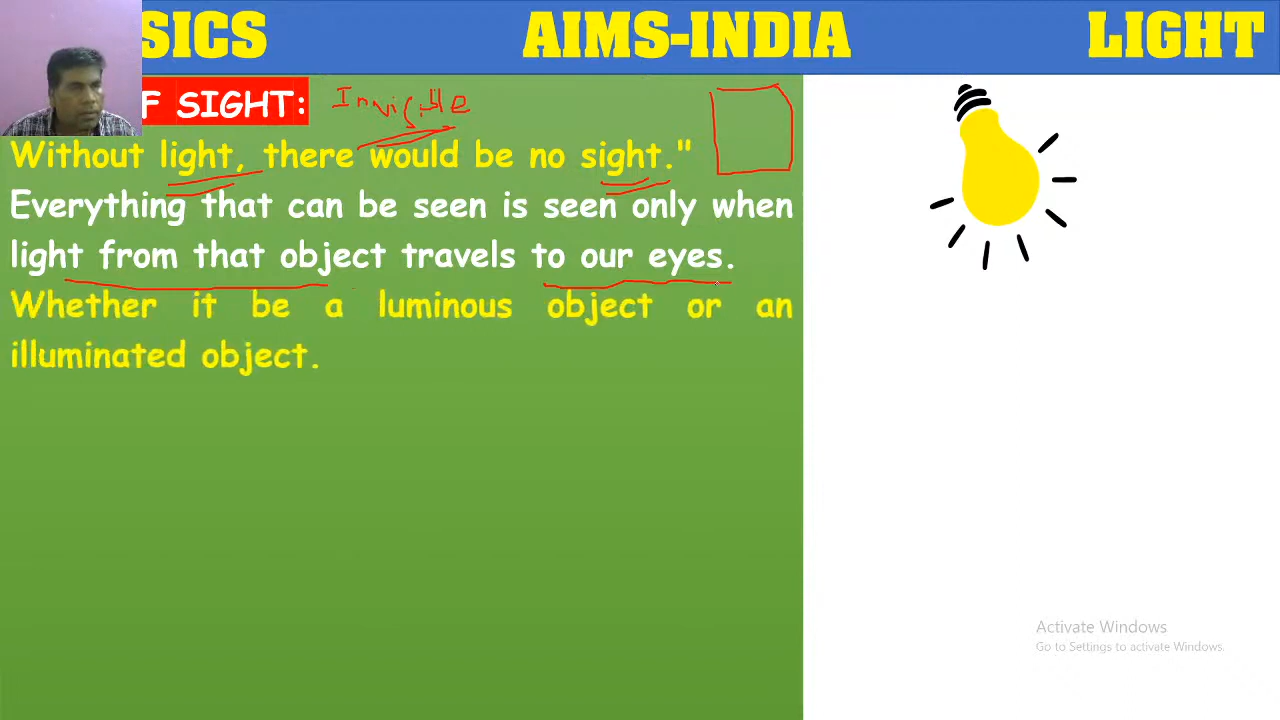 SICS AIMS-INDIA LIGHT
F SIGHT: Invisible
Without light, there would be no sight."
Everything that can be seen is seen only when
light from that object travels to our eyes.
Whether it be a luminous object or an
illuminated object.
Activate Windows
Go to Settings to activate Windows.